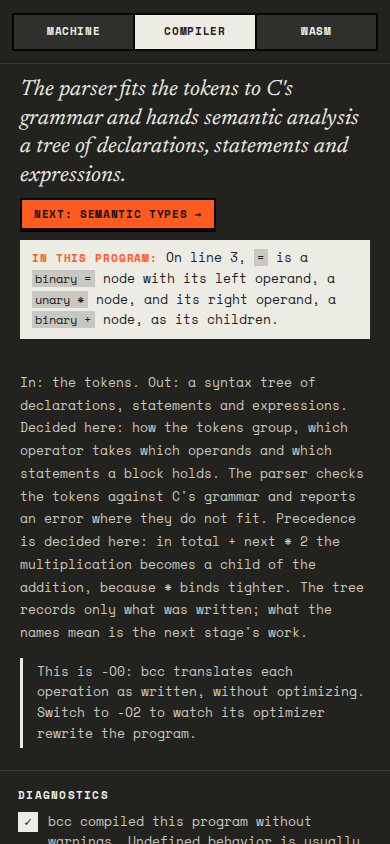 MACHINE COMPILER WASM
The parser fits the tokens to C's
grammar and hands semantic analysis
a tree of declarations, statements and
expressions.
NEXT: SEMANTIC TYPES →
IN THIS PROGRAM: On line 3, = is a
binary = node with its left operand, a
unary * node, and its right operand, a
binary + node, as its children.
In: the tokens. Out: a syntax tree of
declarations, statements and expressions.
Decided here: how the tokens group, which
operator takes which operands and which
statements a block holds. The parser checks
the tokens against C's grammar and reports
an error where they do not fit. Precedence
is decided here: in total + next * 2 the
multiplication becomes a child of the
addition, because * binds tighter. The tree
records only what was written; what the
names mean is the next stage's work.
This is -O0: bcc translates each
operation as written, without optimizing.
Switch to -O2 to watch its optimizer
rewrite the program.
DIAGNOSTICS
✓ bcc compiled this program without
warnings. Undefined behavior is usually